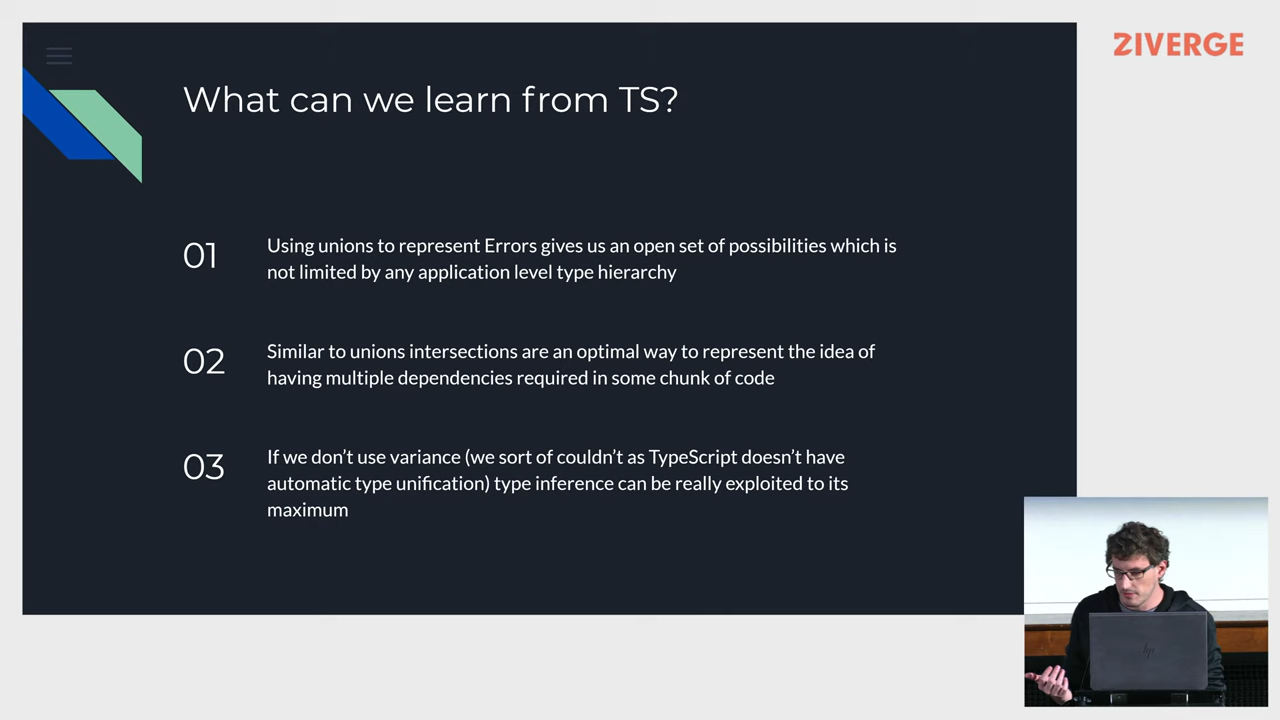 ZIVERGE
What can we learn from TS?
01
Using unions to represent Errors gives us an open set of possibilities which is
not limited by any application level type hierarchy
02
Similar to unions intersections are an optimal way to represent the idea of
having multiple dependencies required in some chunk of code
03
If we don’t use variance (we sort of couldn’t as TypeScript doesn’t have
automatic type unification) type inference can be really exploited to its
maximum
hp